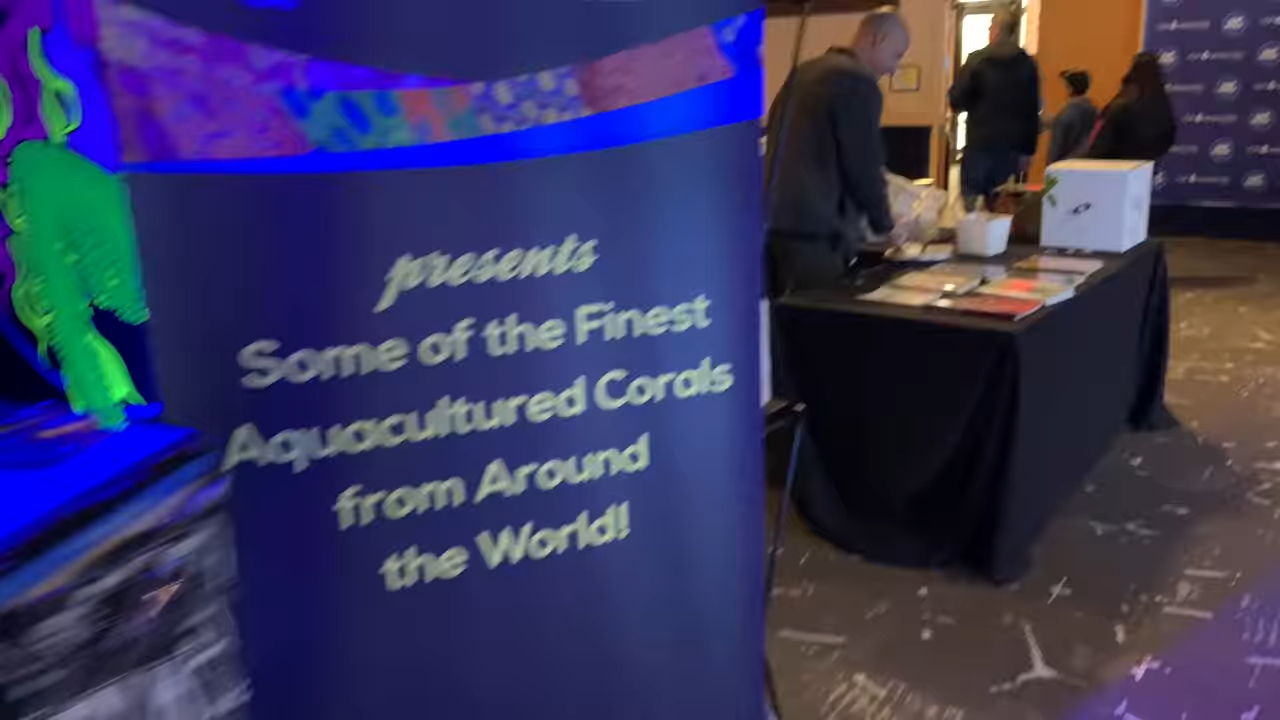 presents
Some of the Finest
Aquacultured Corals
from Around
the World!